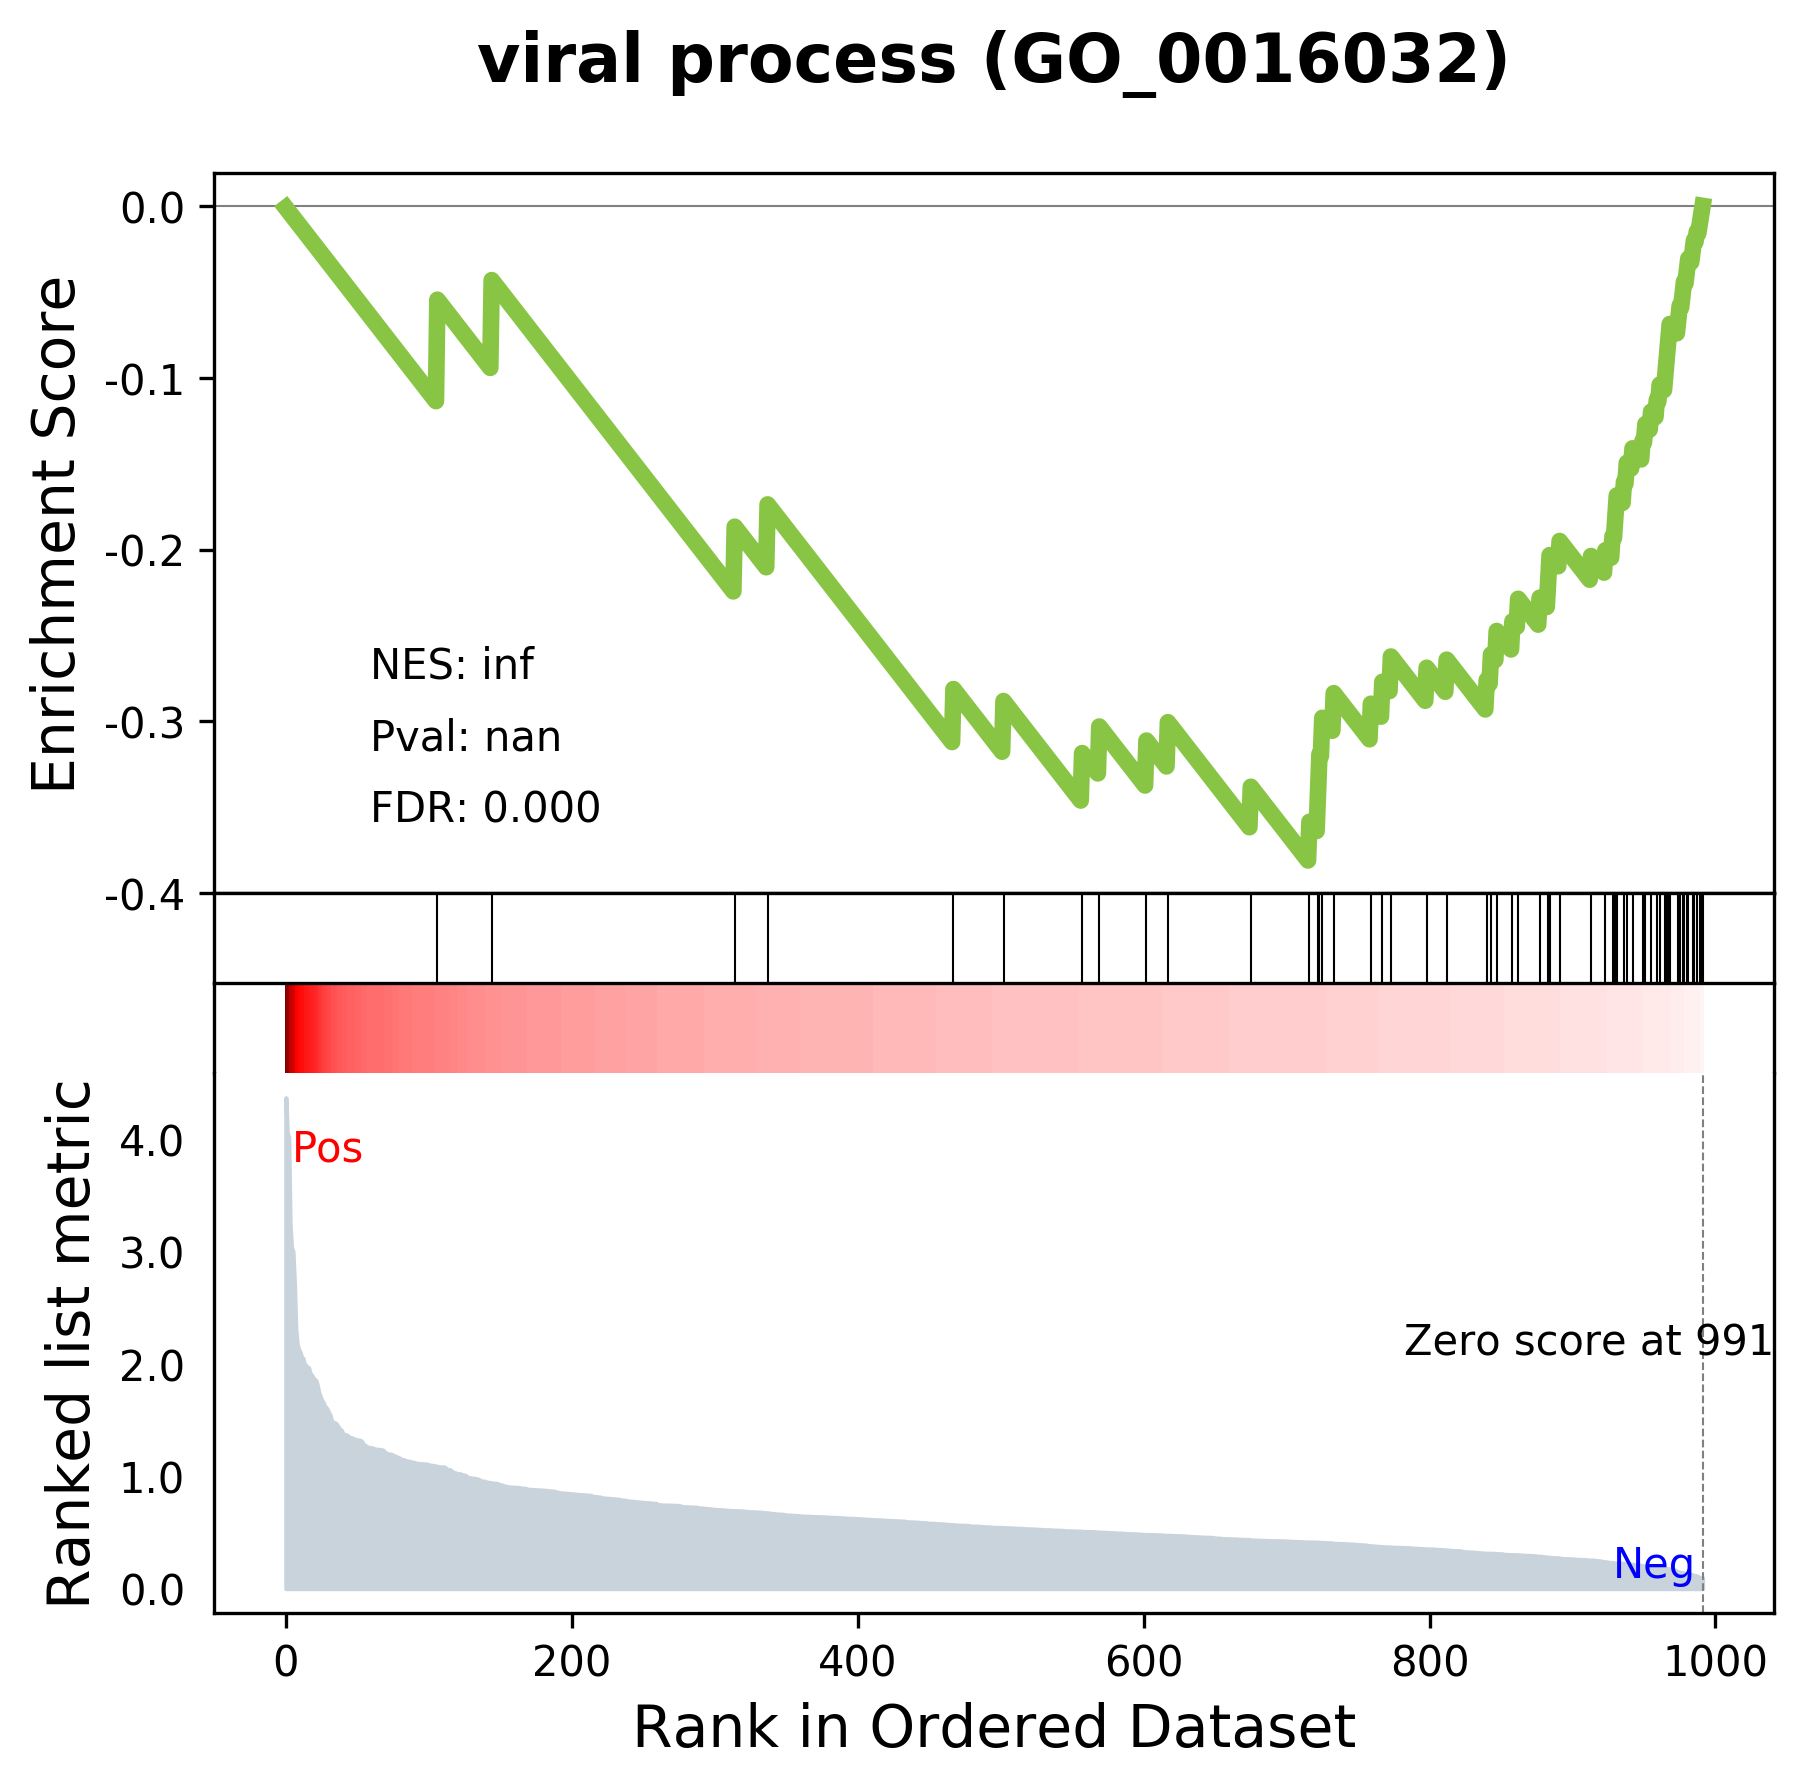 viral process (GO_0016032)
Enrichment Score
0.0
-0.1
-0.2
-0.3
-0.4
NES: inf
Pval: nan
FDR: 0.000
Ranked list metric
4.0
3.0
2.0
1.0
0.0
Pos
Zero score at 991
Neg
0 200 400 600 800 1000
Rank in Ordered Dataset